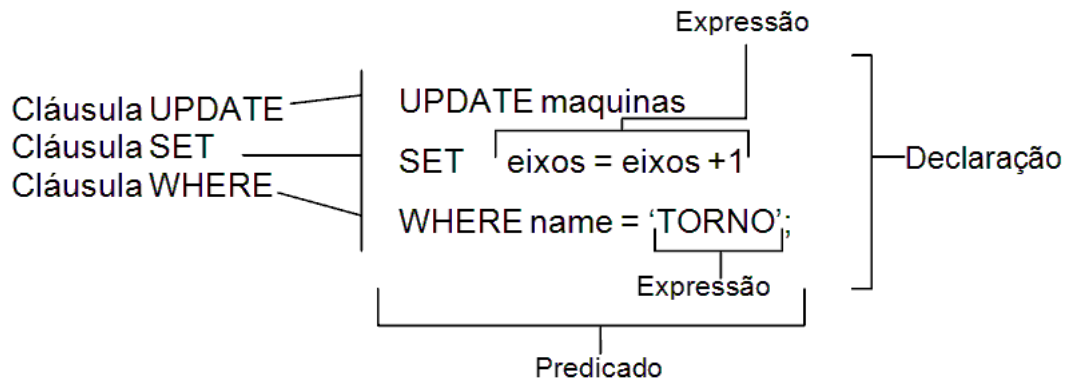 Expressão
Cláusula UPDATE
Cláusula SET
Cláusula WHERE
UPDATE maquinas
SET eixos = eixos +1
WHERE name = ‘TORNO’;
Declaração
Expressão
Predicado